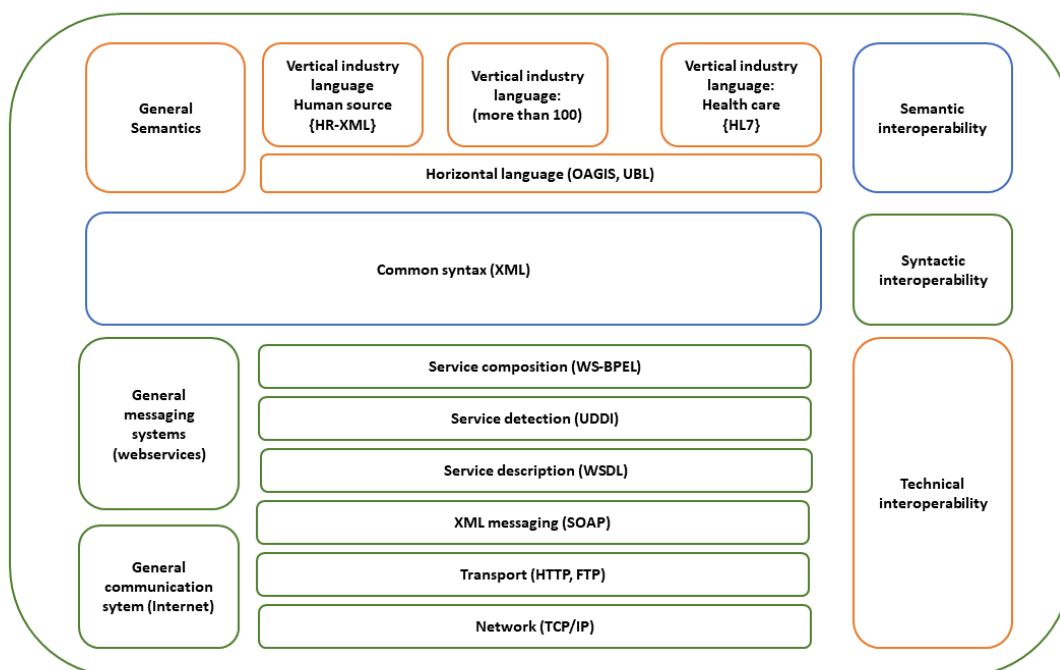 General
Semantics
Vertical industry
language
Human source
{HR-XML}
Vertical industry
language:
(more than 100)
Vertical industry
language:
Health care
{HL7}
Semantic
interoperability
Horizontal language (OAGIS, UBL)
Common syntax (XML)
Syntactic
interoperability
General
messaging
systems
(webservices)
Service composition (WS-BPEL)
Service detection (UDDI)
Service description (WSDL)
XML messaging (SOAP)
Technical
interoperability
General
communication
sytem (Internet)
Transport (HTTP, FTP)
Network (TCP/IP)